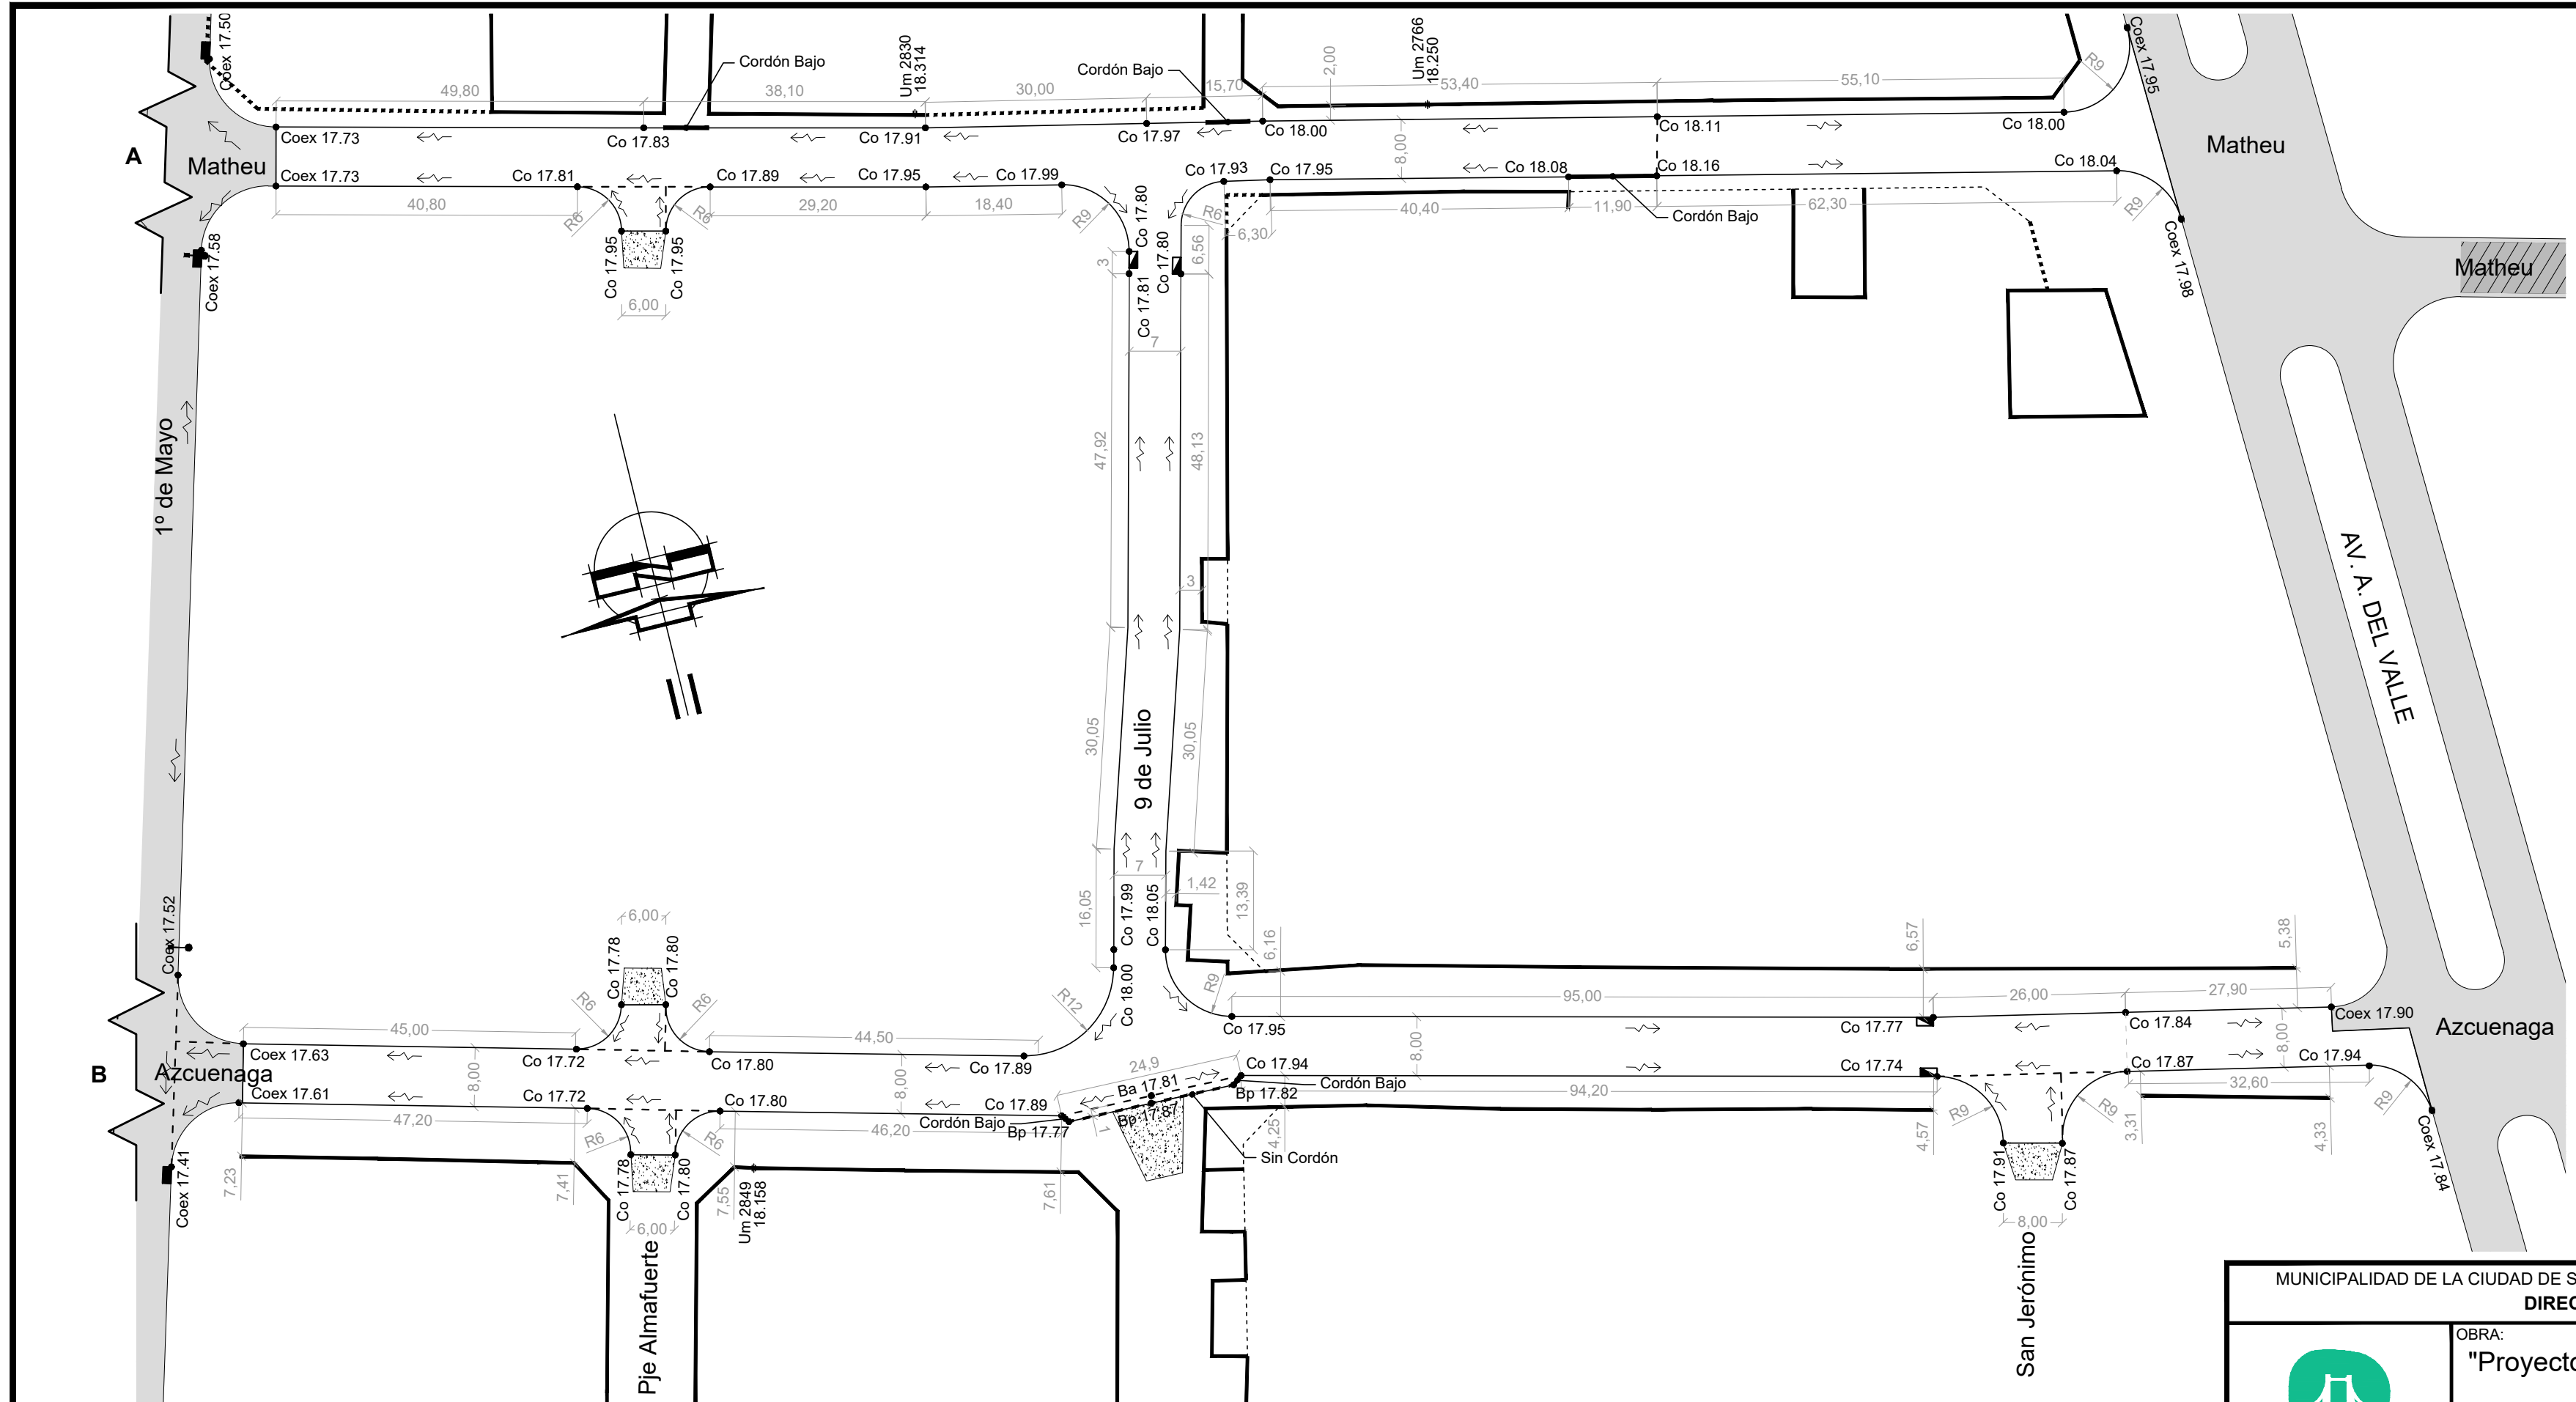 Coex 17.50
Cordón Bajo
Um 2830
18.314
Cordón Bajo
Um 2766
18.250
2,00
Coex 17.95
R9
49,80
38,10
30,00
15,70
53,40
55,10
A
Matheu
Coex 17.73
Co 17.83
Co 17.91
Co 17.97
Co 18.00
8,00
Co 18.11
Co 18.00
Matheu
Coex 17.73
Co 17.81
Co 17.89
Co 17.95
Co 17.99
Co 17.93
Co 17.95
Co 18.08
Co 18.16
Co 18.04
40,80
R6
R6
29,20
18,40
R9
Co 17.80
R6
6,30
40,40
11,90
Cordón Bajo
62,30
R9
Coex 17.58
Co 17.95
Co 17.95
6,00
3
Co 17.81
Co 17.80
6,56
Coex 17.98
Matheu
7
1º de Mayo
47,92
48,13
3
AV. A. DEL VALLE
30,05
9 de Julio
30,05
7
1,42
13,39
16,05
Co 17.99
Co 18.05
Coex 17.52
6,00
Co 17.78
Co 17.80
Co 18.00
6,16
6,57
5,38
R6
R6
R12
R9
95,00
26,00
27,90
45,00
44,50
Coex 17.63
Co 17.72
Co 17.80
Co 17.89
Co 17.95
Co 17.77
Co 17.84
Coex 17.90
Azcuenaga
B
Azcuenaga
8,00
8,00
24,9
8,00
8,00
Co 17.94
Co 17.74
Co 17.87
Co 17.94
Coex 17.61
Co 17.72
Co 17.80
Co 17.89
Ba 17.81
Cordón Bajo
Bp 17.82
94,20
32,60
47,20
46,20
Cordón Bajo
Bp 17.77
1
Bp 17.87
R6
R6
4,25
4,57
R9
R9
3,31
4,33
R9
Coex 17.84
Sin Cordón
Coex 17.41
7,23
7,41
Co 17.78
Co 17.80
6,00
7,55
Um 2849
18.158
7,61
Co 17.91
Co 17.87
8,00
Pje Almafuerte
San Jerónimo
MUNICIPALIDAD DE LA CIUDAD DE S
DIREC
OBRA:
"Proyecto